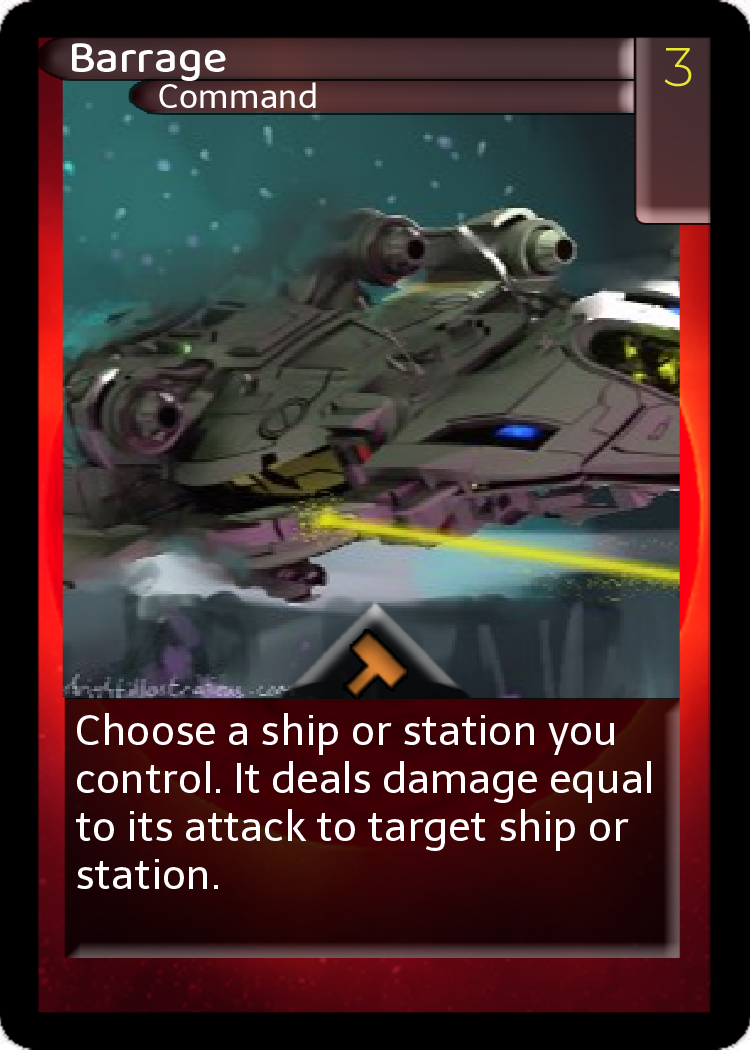 Barrage
3
Command
Choose a ship or station you
control. It deals damage equal
to its attack to target ship or
station.